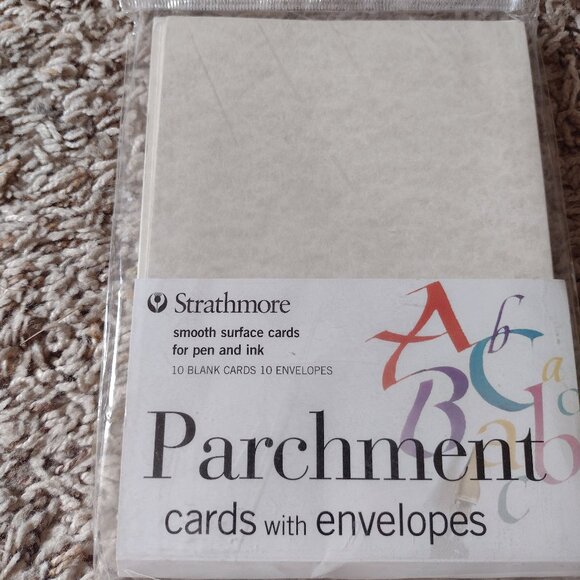 Strathmore
smooth surface cards
for pen and ink
10 BLANK CARDS 10 ENVELOPES
A b
C a
B a b c
c
Parchment
cards with envelopes